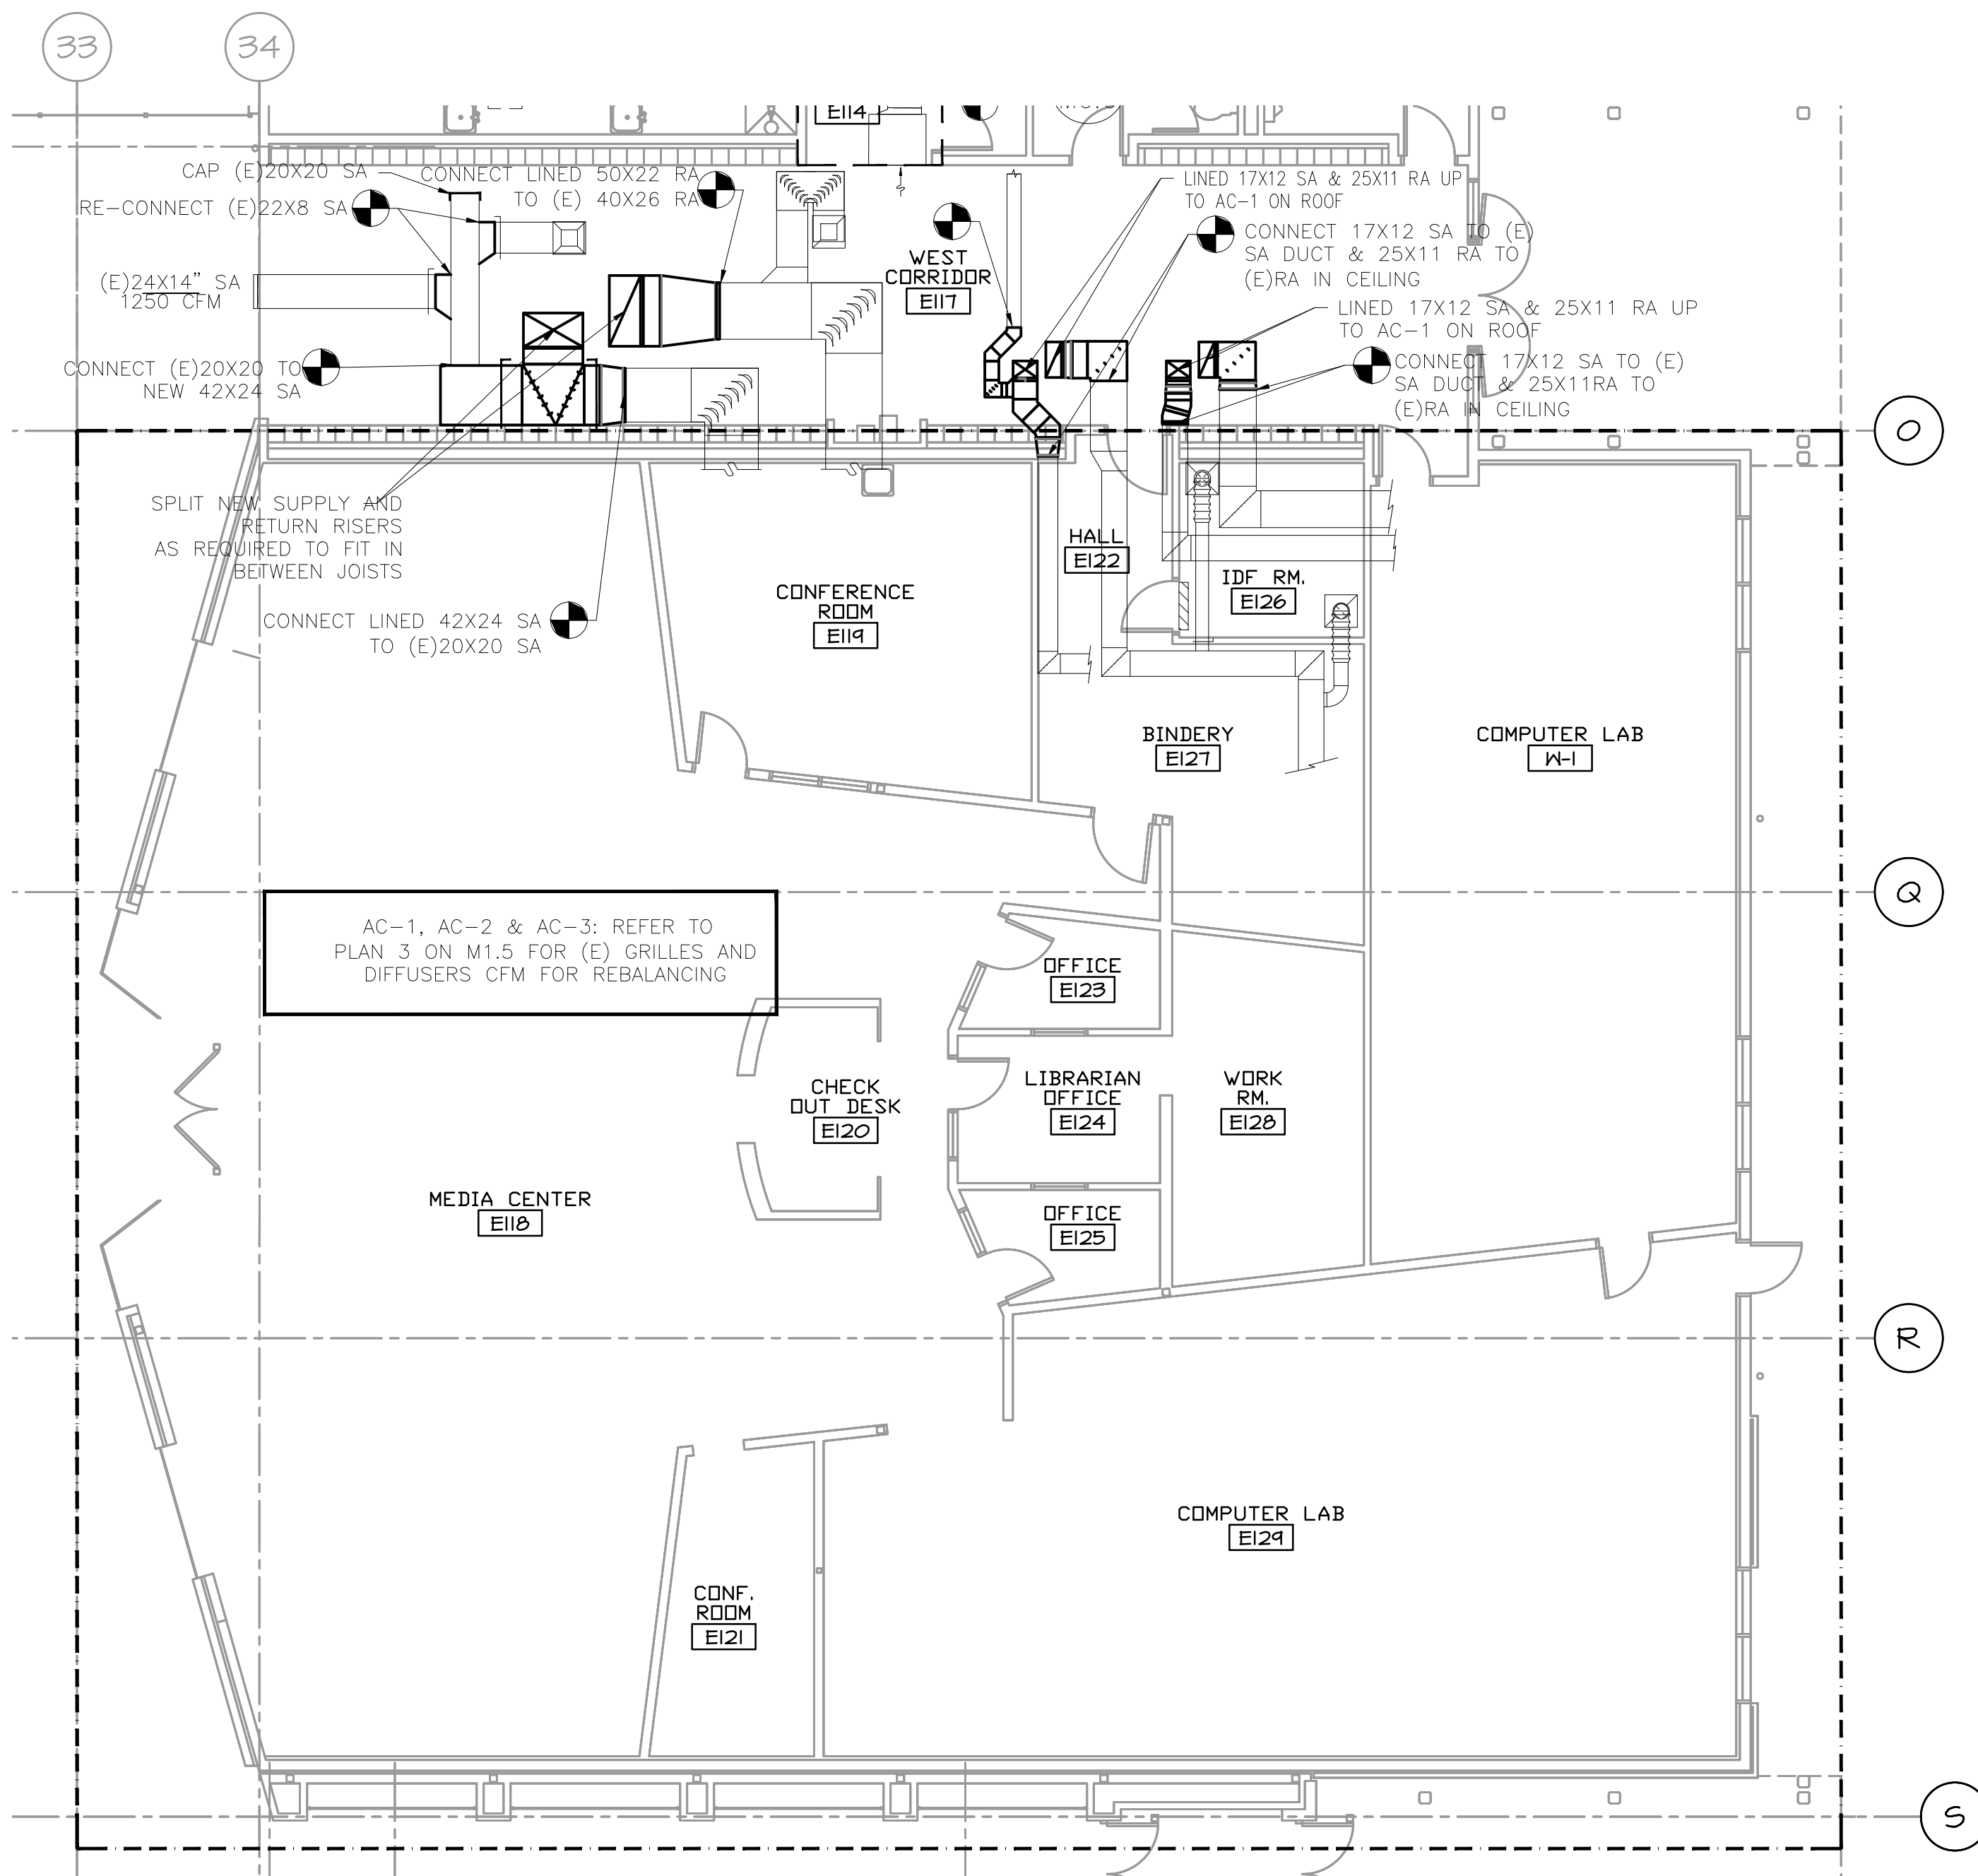 33
34
E114
CAP (E)20X20 SA
RE-CONNECT (E)22X8 SA
(E)24X14" SA
1250 CFM
CONNECT (E)20X20 TO
NEW 42X24 SA
CONNECT LINED 50X22 RA
TO (E) 40X26 RA
WEST
CORRIDOR
E117
LINED 17X12 SA & 25X11 RA UP
TO AC-1 ON ROOF
CONNECT 17X12 SA TO (E)
SA DUCT & 25X11 RA TO
(E)RA IN CEILING
LINED 17X12 SA & 25X11 RA UP
TO AC-1 ON ROOF
CONNECT 17X12 SA TO (E)
SA DUCT & 25X11RA TO
(E)RA IN CEILING
O
SPLIT NEW SUPPLY AND
RETURN RISERS
AS REQUIRED TO FIT IN
BETWEEN JOISTS
CONNECT LINED 42X24 SA
TO (E)20X20 SA
CONFERENCE
ROOM
E119
HALL
E122
IDF RM.
E126
BINDERY
E127
COMPUTER LAB
W-1
Q
AC-1, AC-2 & AC-3: REFER TO
PLAN 3 ON M1.5 FOR (E) GRILLES AND
DIFFUSERS CFM FOR REBALANCING
OFFICE
E123
CHECK
OUT DESK
E120
LIBRARIAN
OFFICE
E124
WORK
RM.
E128
MEDIA CENTER
E118
OFFICE
E125
R
COMPUTER LAB
E129
CONF.
ROOM
E121
S